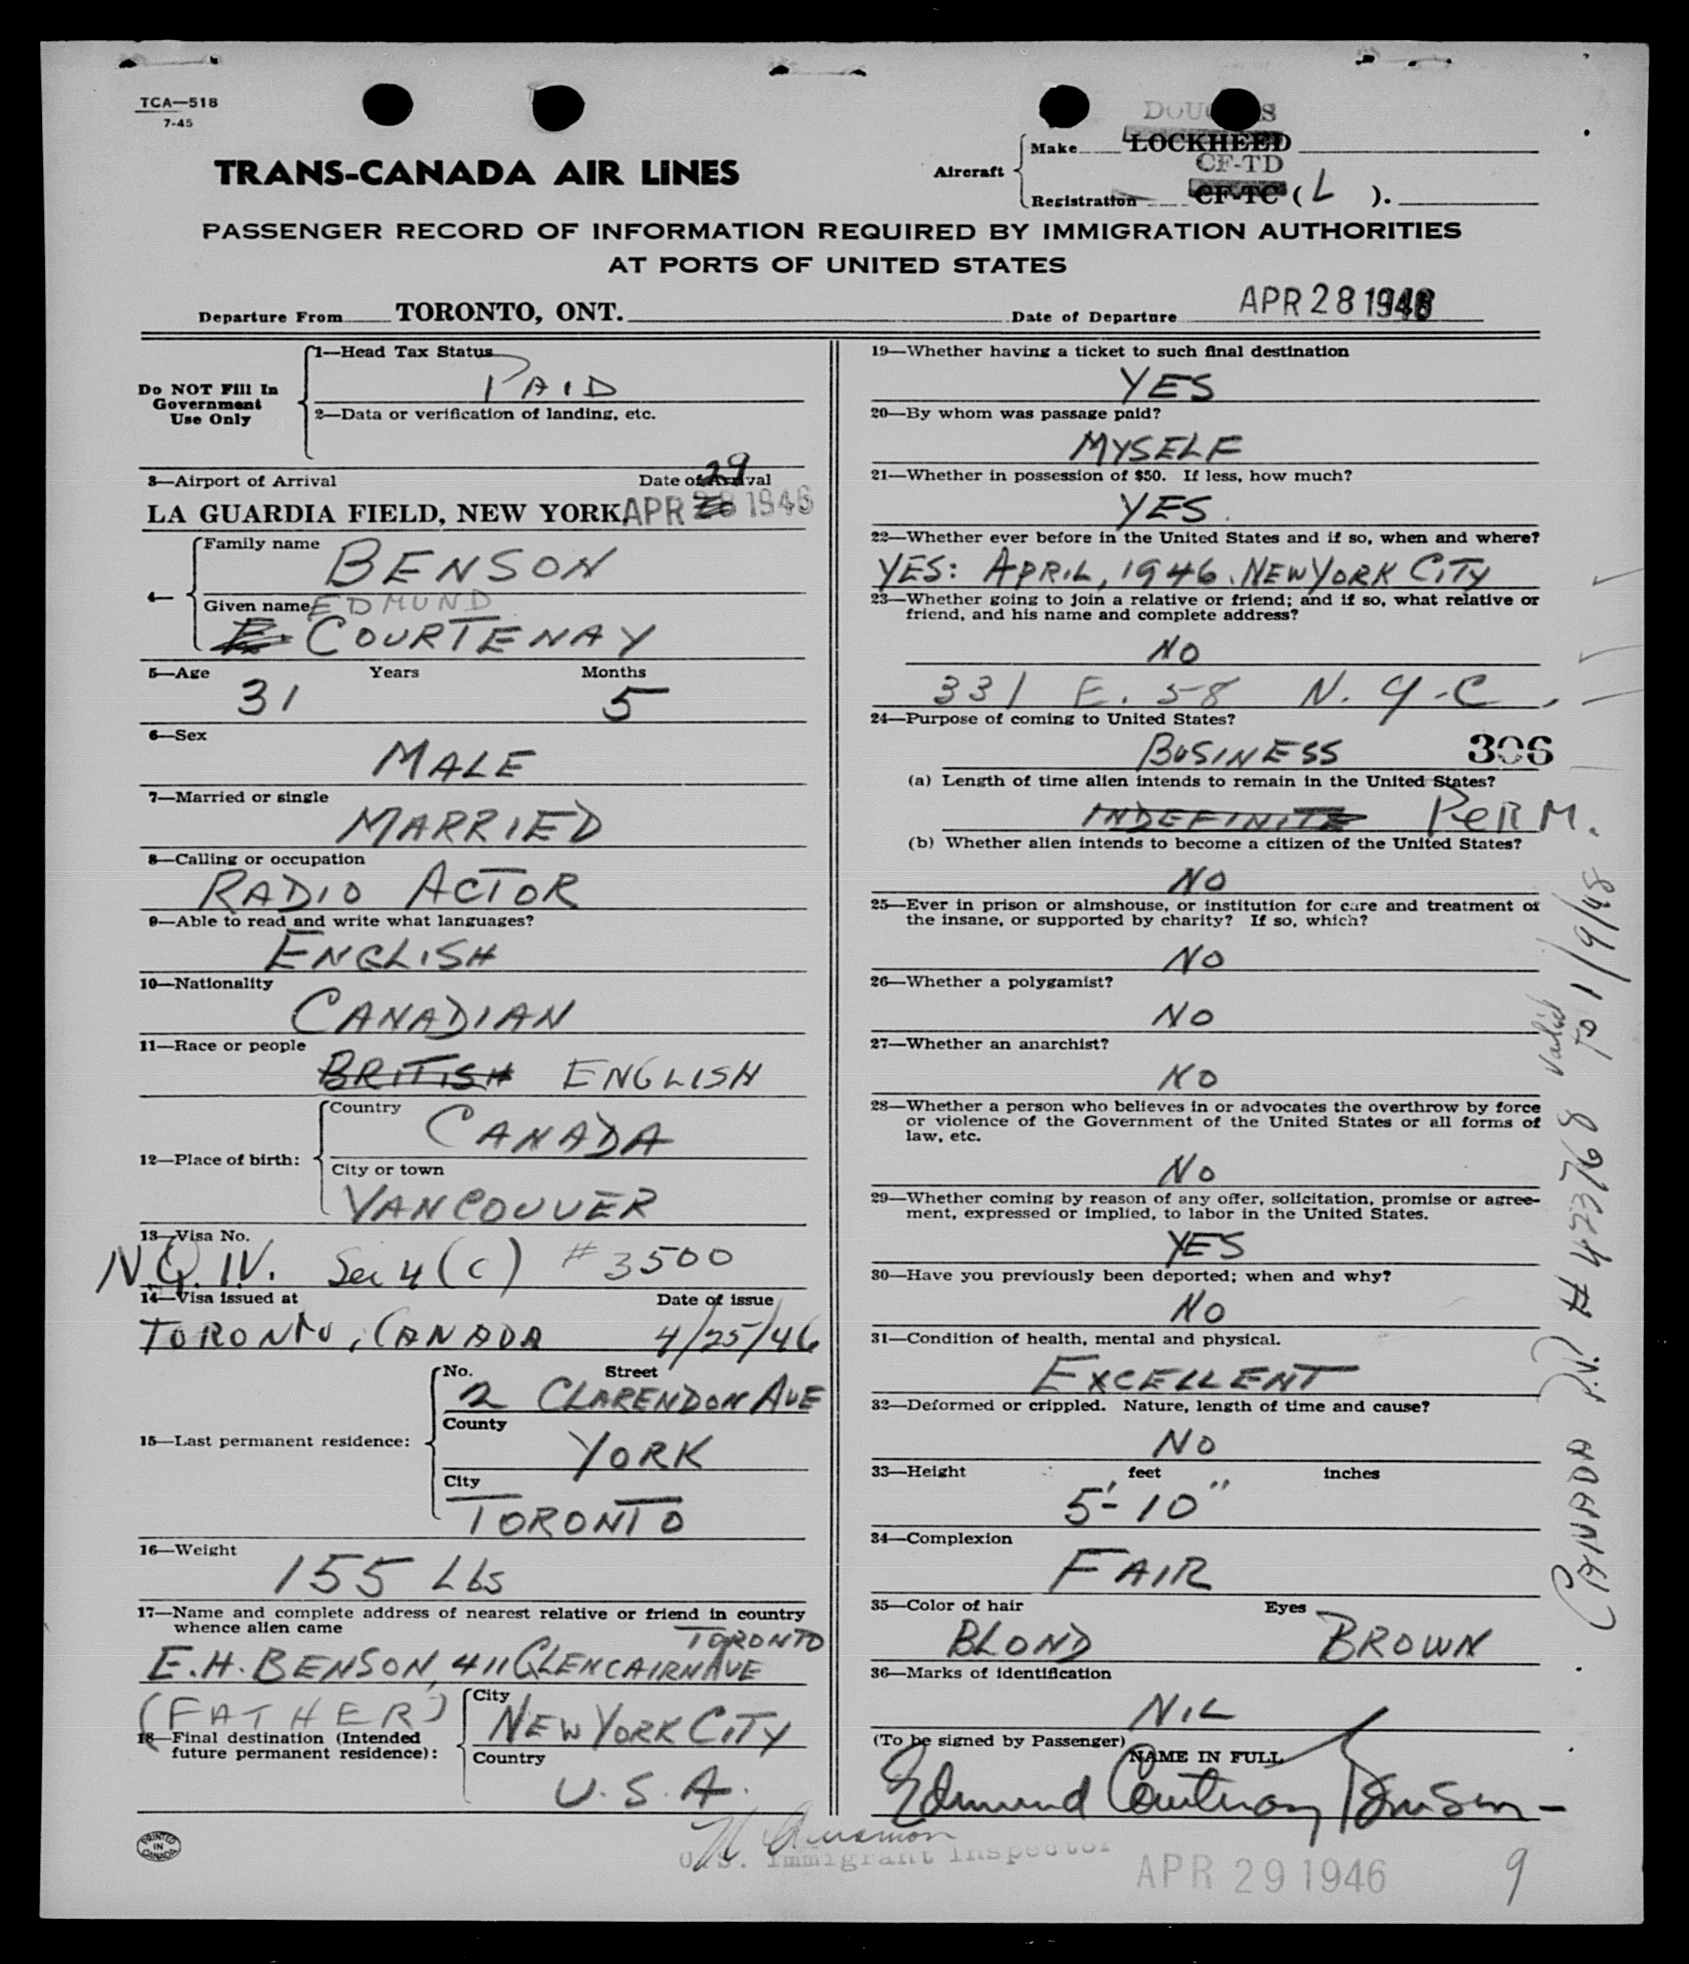 TCA—518
7-45
TRANS-CANADA AIR LINES
Aircraft
DOUGLAS
Make LOCKHEED
CF-TD
Registration CF-TC ( L ).
PASSENGER RECORD OF INFORMATION REQUIRED BY IMMIGRATION AUTHORITIES
AT PORTS OF UNITED STATES
Departure From TORONTO, ONT. Date of Departure APR 28 1946
Do NOT Fill In
Government
Use Only
1—Head Tax Status
PAID
2—Data or verification of landing, etc.
3—Airport of Arrival Date of Arrival
29
LA GUARDIA FIELD, NEW YORK APR 28 1946
4—
Family name
BENSON
Given name EDMUND
E. COURTENAY
5—Age Years Months
31 5
6—Sex
MALE
7—Married or single
MARRIED
8—Calling or occupation
RADIO ACTOR
9—Able to read and write what languages?
ENGLISH
10—Nationality
CANADIAN
11—Race or people
BRITISH ENGLISH
12—Place of birth:
Country
CANADA
City or town
VANCOUVER
13—Visa No.
N.Q. I.V. Sec 4 (c) # 3500
14—Visa issued at Date of issue
TORONTO, CANADA 4/25/46
15—Last permanent residence:
No. Street
2 CLARENDON AVE
County
YORK
City
TORONTO
16—Weight
155 Lbs
17—Name and complete address of nearest relative or friend in country
whence alien came
TORONTO
E.H. BENSON, 411 GLENCAIRN AVE
(FATHER)
18—Final destination (Intended
future permanent residence):
City
NEW YORK CITY
Country
U.S.A.
PRINTED
IN
CANADA
19—Whether having a ticket to such final destination
YES
20—By whom was passage paid?
MYSELF
21—Whether in possession of $50. If less, how much?
YES.
22—Whether ever before in the United States and if so, when and where?
YES: APRIL, 1946. NEW YORK CITY
23—Whether going to join a relative or friend; and if so, what relative or
friend, and his name and complete address?
NO
331 E. 58 N.Y.C.
24—Purpose of coming to United States?
BUSINESS 306
(a) Length of time alien intends to remain in the United States?
INDEFINITE PERM.
(b) Whether alien intends to become a citizen of the United States?
NO
25—Ever in prison or almshouse, or institution for care and treatment of
the insane, or supported by charity? If so, which?
NO
26—Whether a polygamist?
NO
27—Whether an anarchist?
NO
28—Whether a person who believes in or advocates the overthrow by force
or violence of the Government of the United States or all forms of
law, etc.
NO
29—Whether coming by reason of any offer, solicitation, promise or agree-
ment, expressed or implied, to labor in the United States.
YES
30—Have you previously been deported; when and why?
NO
31—Condition of health, mental and physical.
EXCELLENT
32—Deformed or crippled. Nature, length of time and cause?
NO
33—Height feet inches
5'-10"
34—Complexion
FAIR
35—Color of hair Eyes
BLOND BROWN
36—Marks of identification
NIL
(To be signed by Passenger)
NAME IN FULL
Edmund Courtenay Benson
U.S. Immigrant Inspector
APR 29 1946
9
CANADA # 473768 valid
TO 1/9/48